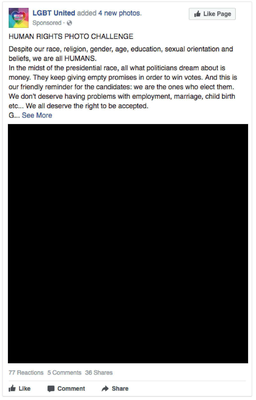 LGBT United added 4 new photos.
Sponsored ·
Like Page
HUMAN RIGHTS PHOTO CHALLENGE
Despite our race, religion, gender, age, education, sexual orientation and
beliefs, we are all HUMANS.
In the midst of the presidential race, all what politicians dream about is
money. They keep giving empty promises in order to win votes. And this is
our friendly reminder for the candidates: we are the ones who elect them.
We don't deserve having problems with employment, marriage, child birth
etc... We all deserve the right to be accepted.
G... See More
77 Reactions 5 Comments 36 Shares
Like Comment Share